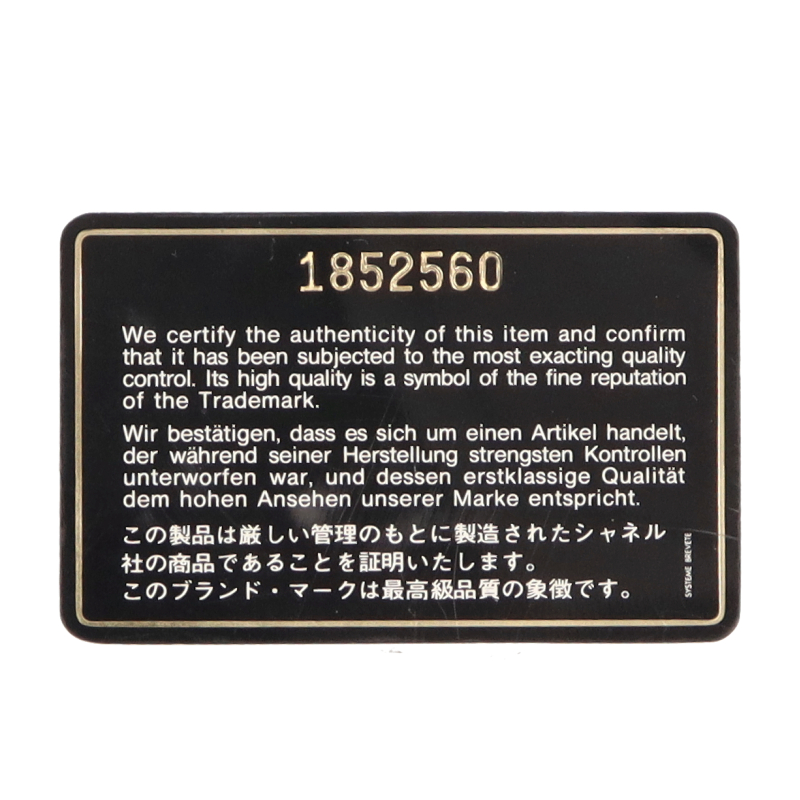 1852560
We certify the authenticity of this item and confirm
that it has been subjected to the most exacting quality
control. Its high quality is a symbol of the fine reputation
of the Trademark.
Wir bestätigen, dass es sich um einen Artikel handelt,
der während seiner Herstellung strengsten Kontrollen
unterworfen war, und dessen erstklassige Qualität
dem hohen Ansehen unserer Marke entspricht.
この製品は厳しい管理のもとに製造されたシャネル
社の商品であることを証明いたします。
このブランド・マークは最高級品質の象徴です。
SYSTEME BREVETE